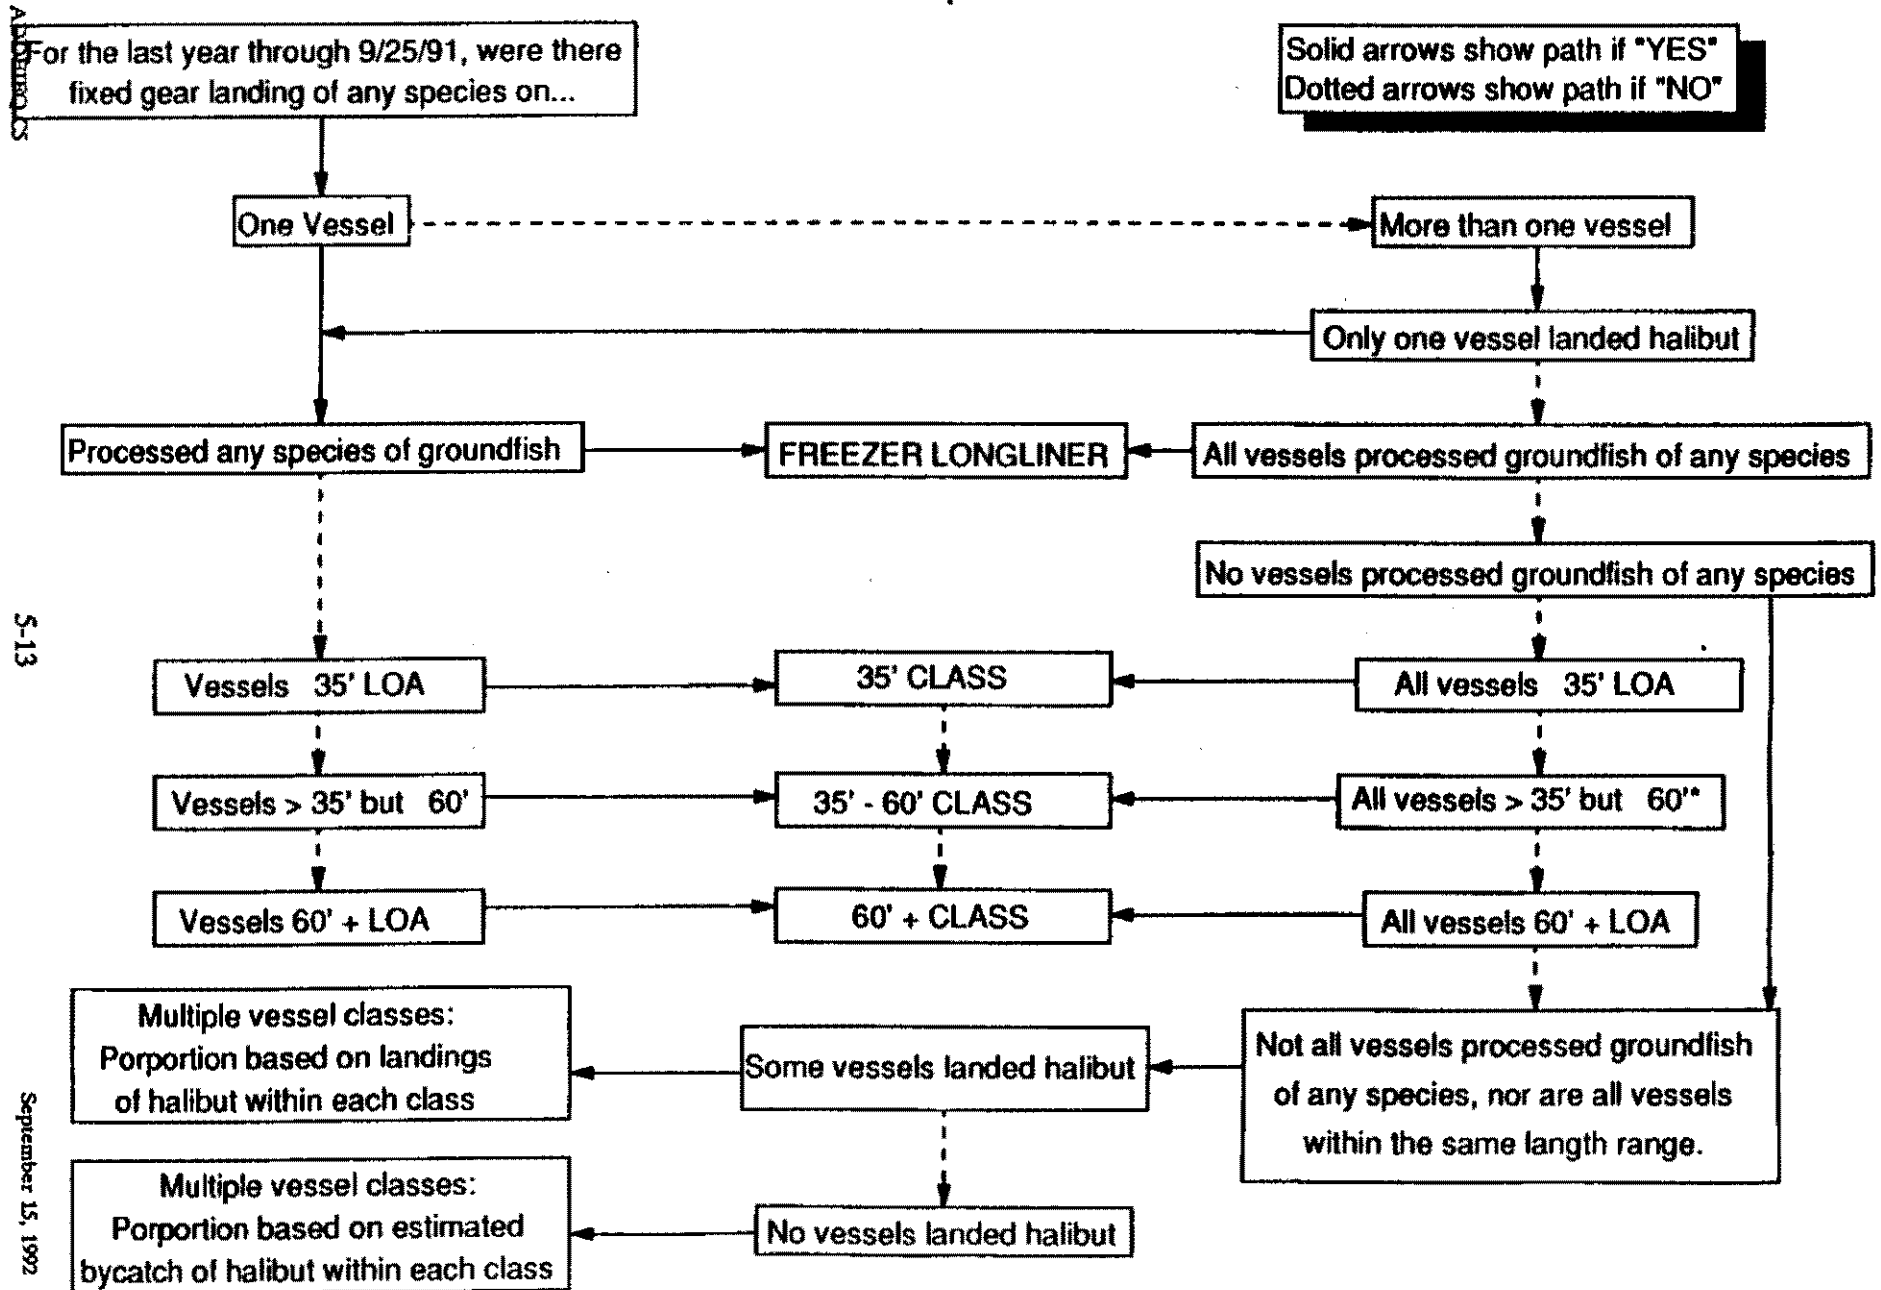 For the last year through 9/25/91, were there
fixed gear landing of any species on...
Solid arrows show path if "YES"
Dotted arrows show path if "NO"
One Vessel
More than one vessel
Only one vessel landed halibut
Processed any species of groundfish
FREEZER LONGLINER
All vessels processed groundfish of any species
No vessels processed groundfish of any species
Vessels 35' LOA
35' CLASS
All vessels 35' LOA
Vessels > 35' but 60'
35' - 60' CLASS
All vessels > 35' but 60'*
Vessels 60' + LOA
60' + CLASS
All vessels 60' + LOA
Multiple vessel classes:
Porportion based on landings
of halibut within each class
Some vessels landed halibut
Not all vessels processed groundfish
of any species, nor are all vessels
within the same langth range.
Multiple vessel classes:
Porportion based on estimated
bycatch of halibut within each class
No vessels landed halibut
5-13
September 15, 1992